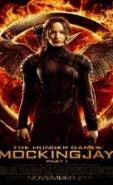 THE HUNGER GAMES
MOCKINGJAY
PART 1
NOVEMBER 21